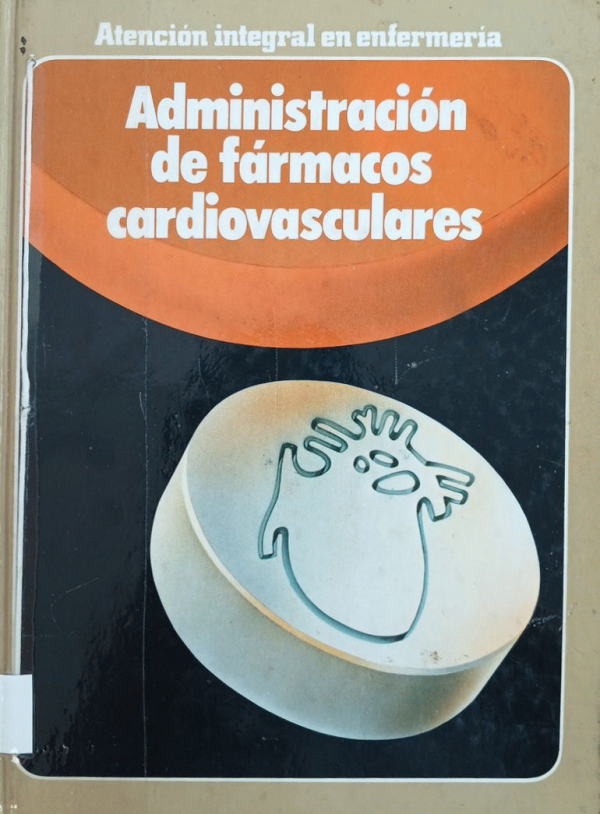 Atención integral en enfermería
Administración
de fármacos
cardiovasculares